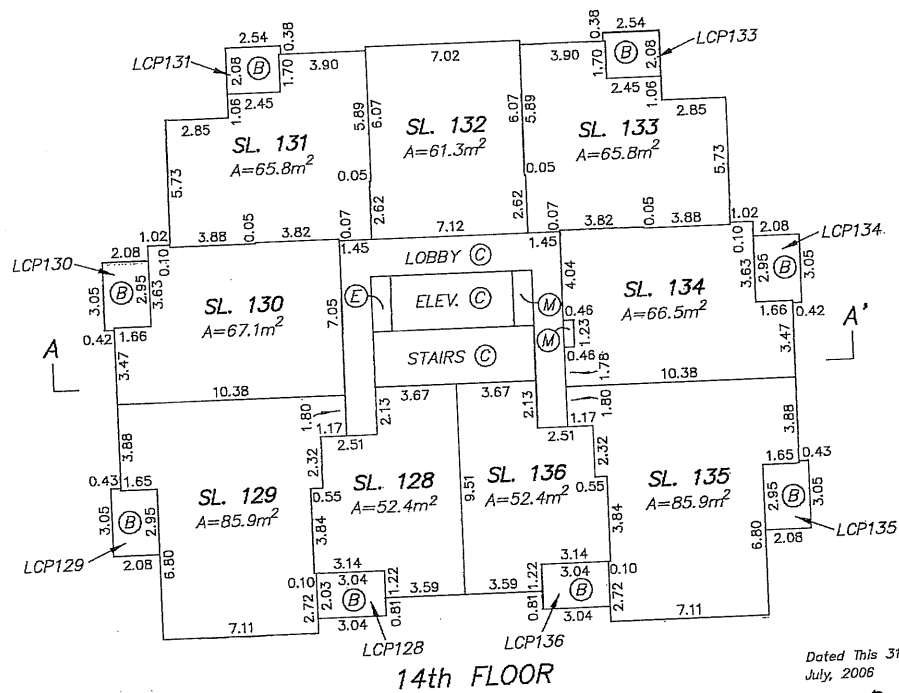 2.54 0.38 0.38 2.54
LCP131 B 2.08 1.70 3.90 7.02 3.90 1.70 B 2.08 LCP133
2.45 2.45
1.06 1.06
2.85 2.85
5.89 6.07 6.07 5.89
SL. 131 SL. 132 SL. 133
A=65.8m² A=61.3m² A=65.8m²
5.73 0.05 0.05 5.73
2.62 2.62
1.02 3.88 0.05 3.82 0.07 7.12 0.07 3.82 0.05 3.88 1.02
1.45 1.45
2.08 0.10 0.10 2.08
LCP130 LOBBY C LCP134
3.05 B 2.95 3.63 4.04 3.63 2.95 B 3.05
SL. 130 7.05 E ELEV. C M SL. 134
A=67.1m² 0.46 A=66.5m²
0.42 1.66 M 1.23 1.66 0.42
A STAIRS C 0.46 A'
3.47 1.78 3.47
10.38 3.67 3.67 10.38
1.80 2.13 2.13 1.80
1.17 1.17
2.51 2.51
3.88 3.88
2.32 2.32
0.43 1.65 1.65 0.43
SL. 129 SL. 128 SL. 136 SL. 135
A=85.9m² 0.55 A=52.4m² 9.51 A=52.4m² 0.55 A=85.9m²
3.05 B 2.95 2.95 B 3.05
3.84 3.84
LCP129 2.08 2.08 LCP135
6.80 6.80
3.14 3.14
0.10 3.04 1.22 1.22 3.04 0.10
2.72 2.03 B 3.59 3.59 B 2.72
0.81 0.81
7.11 3.04 3.04 7.11
LCP128 LCP136
14th FLOOR
Dated This 31
July, 2006